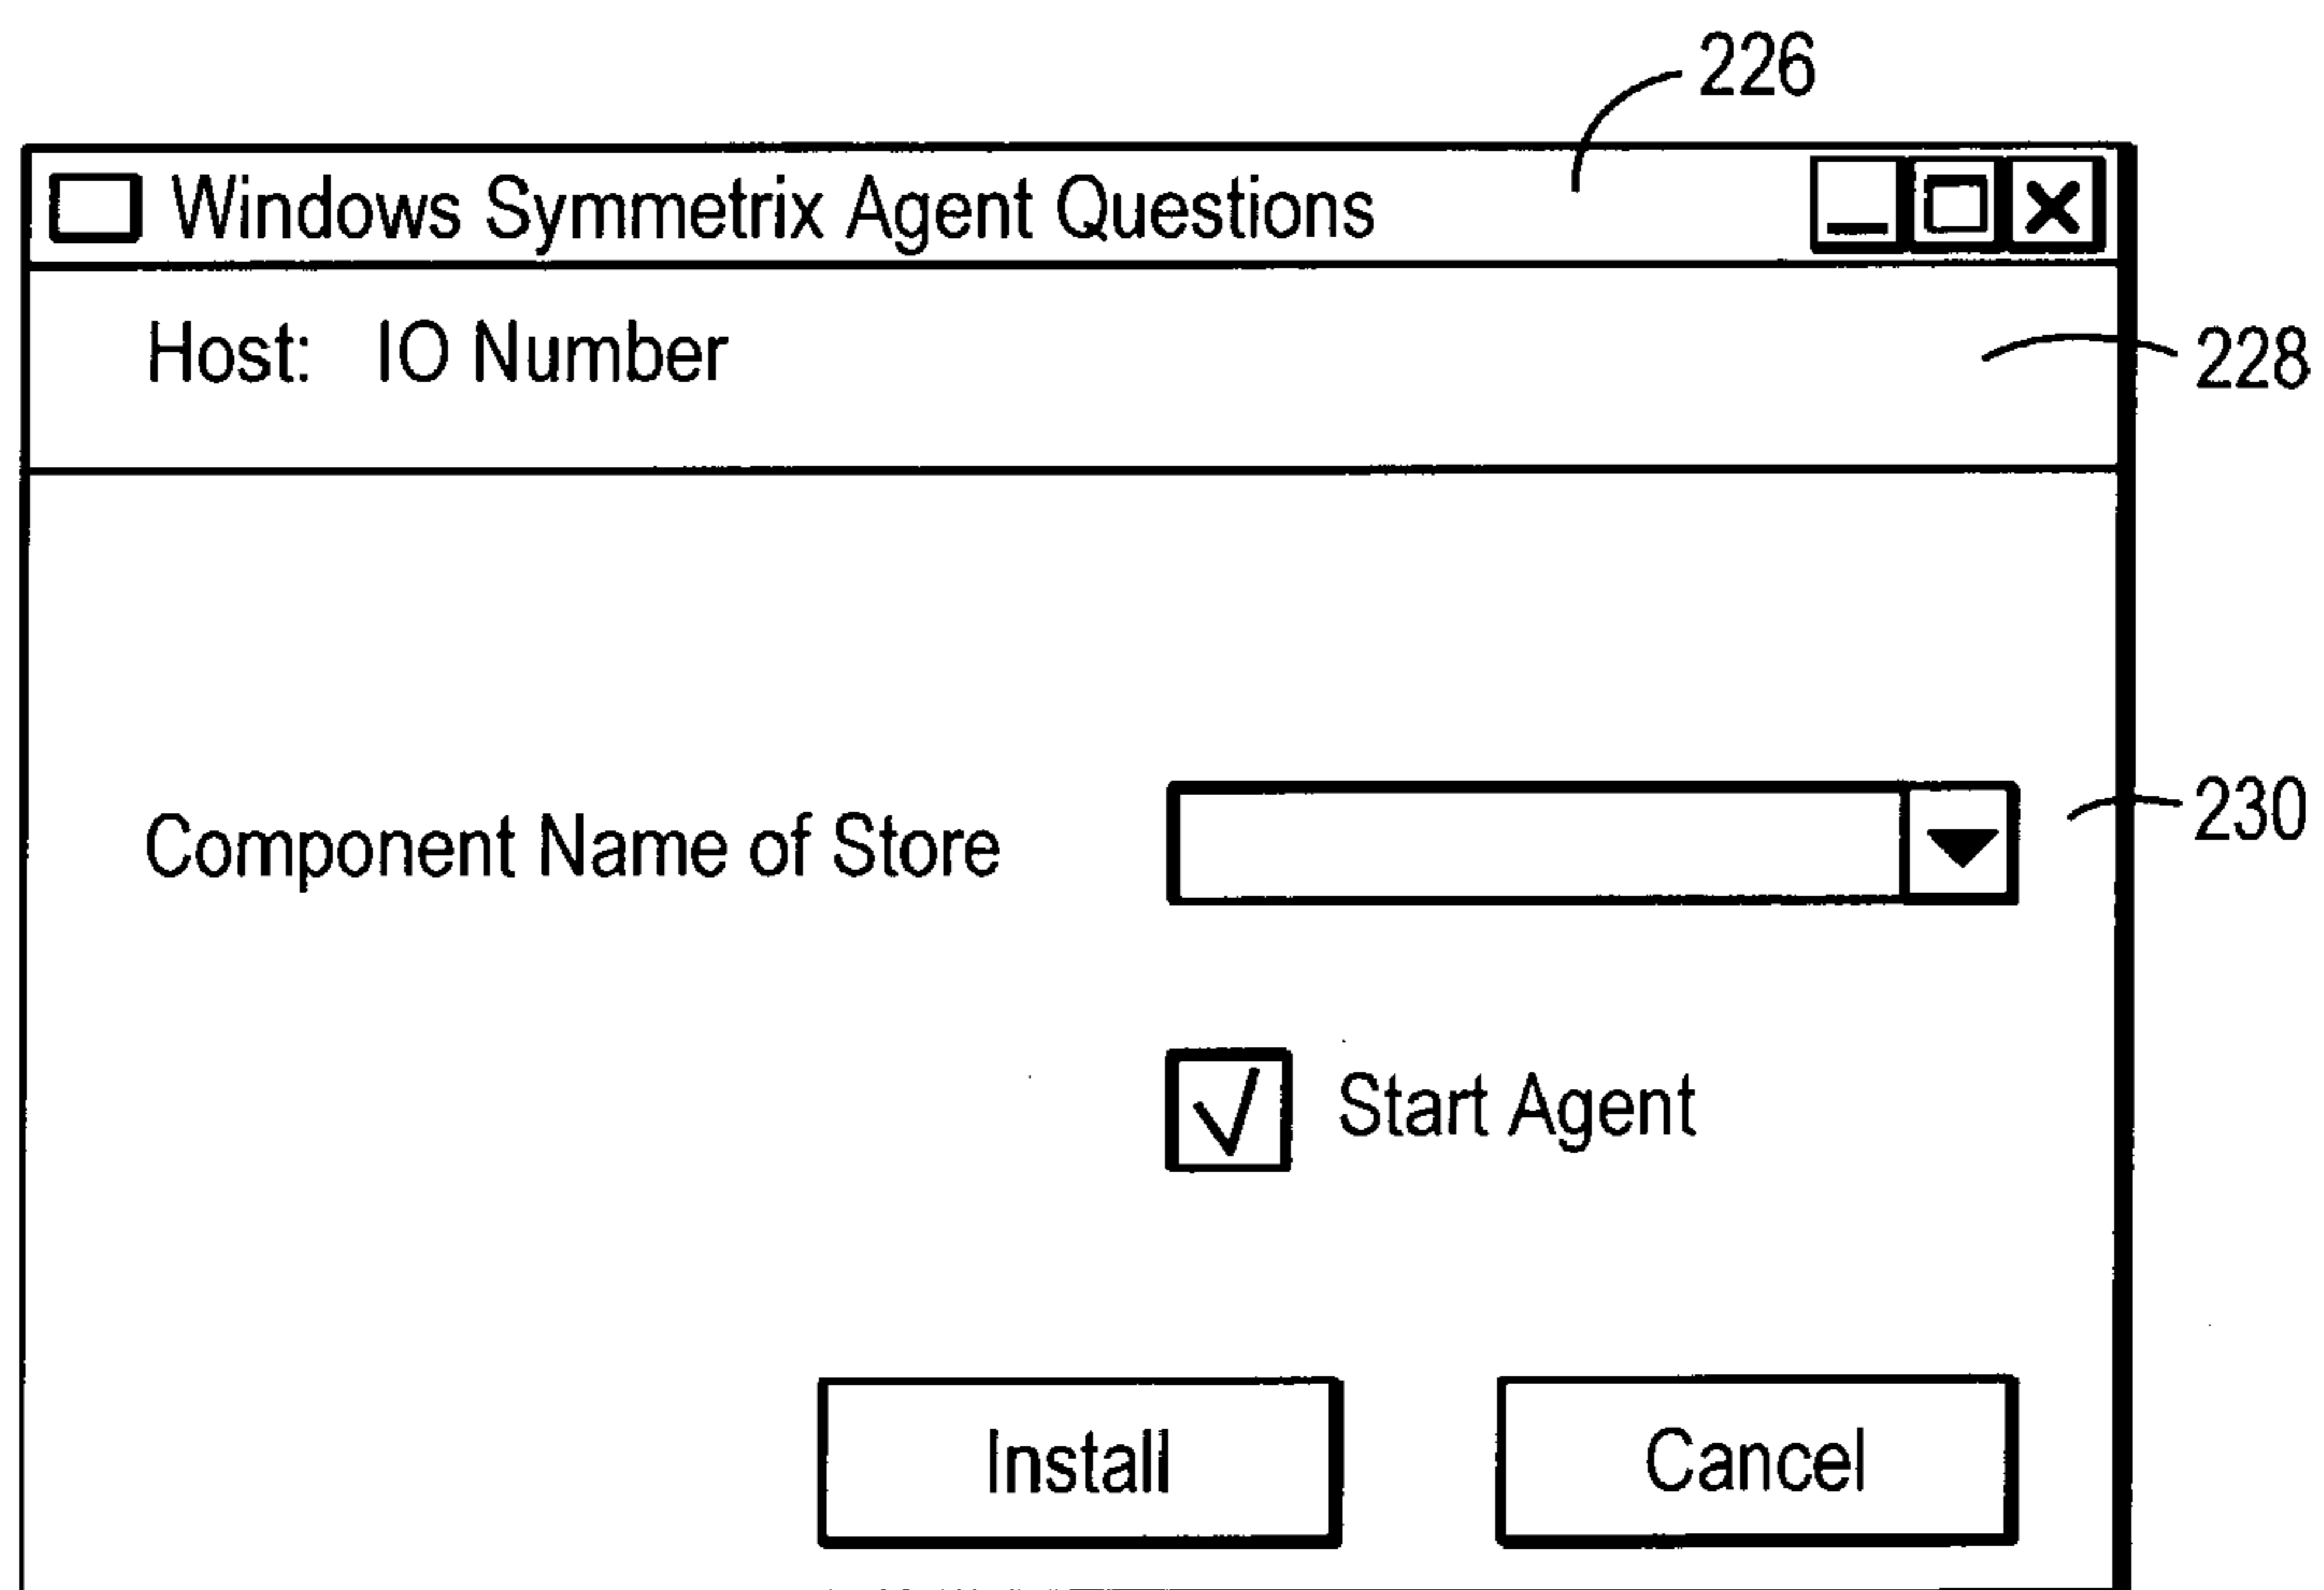 226
Windows Symmetrix Agent Questions
Host: IO Number
228
Component Name of Store
230
Start Agent
Install
Cancel